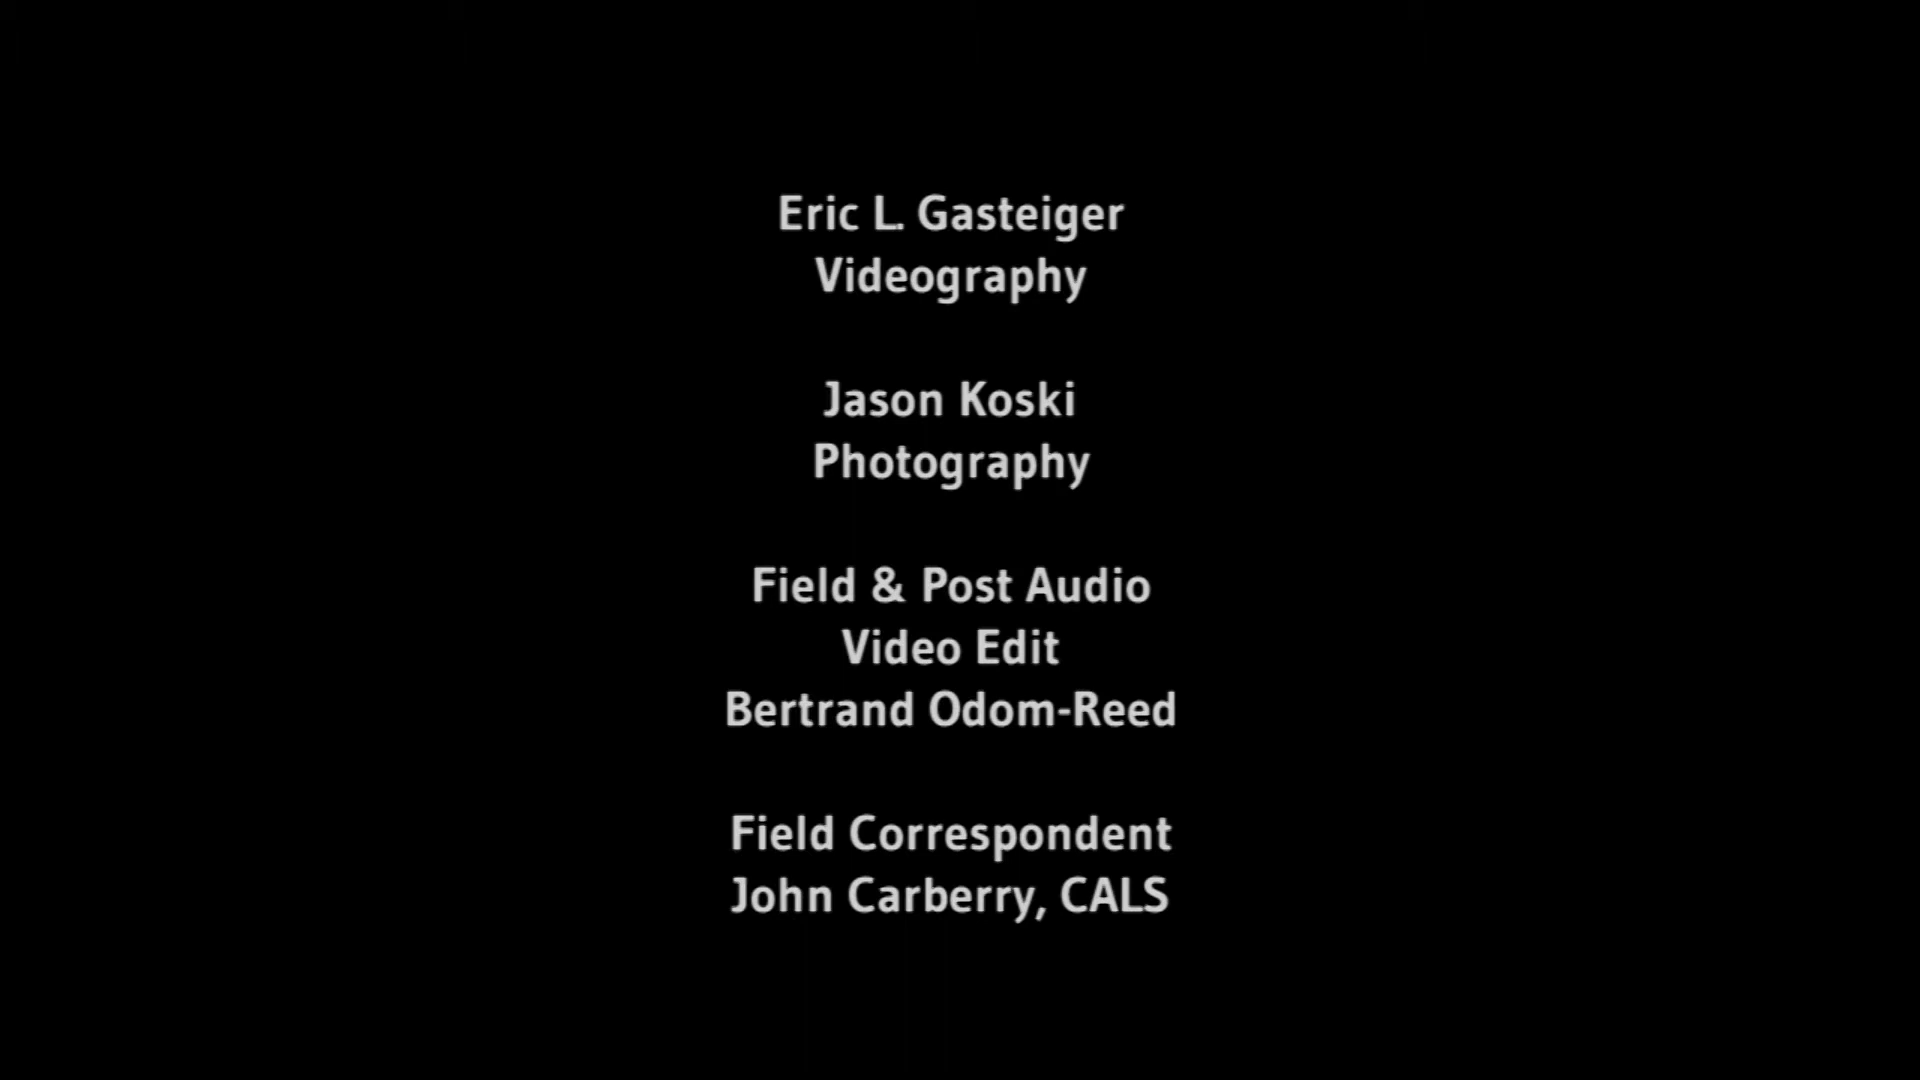 Eric L. Gasteiger
Videography
Jason Koski
Photography
Field & Post Audio
Video Edit
Bertrand Odom-Reed
Field Correspondent
John Carberry, CALS